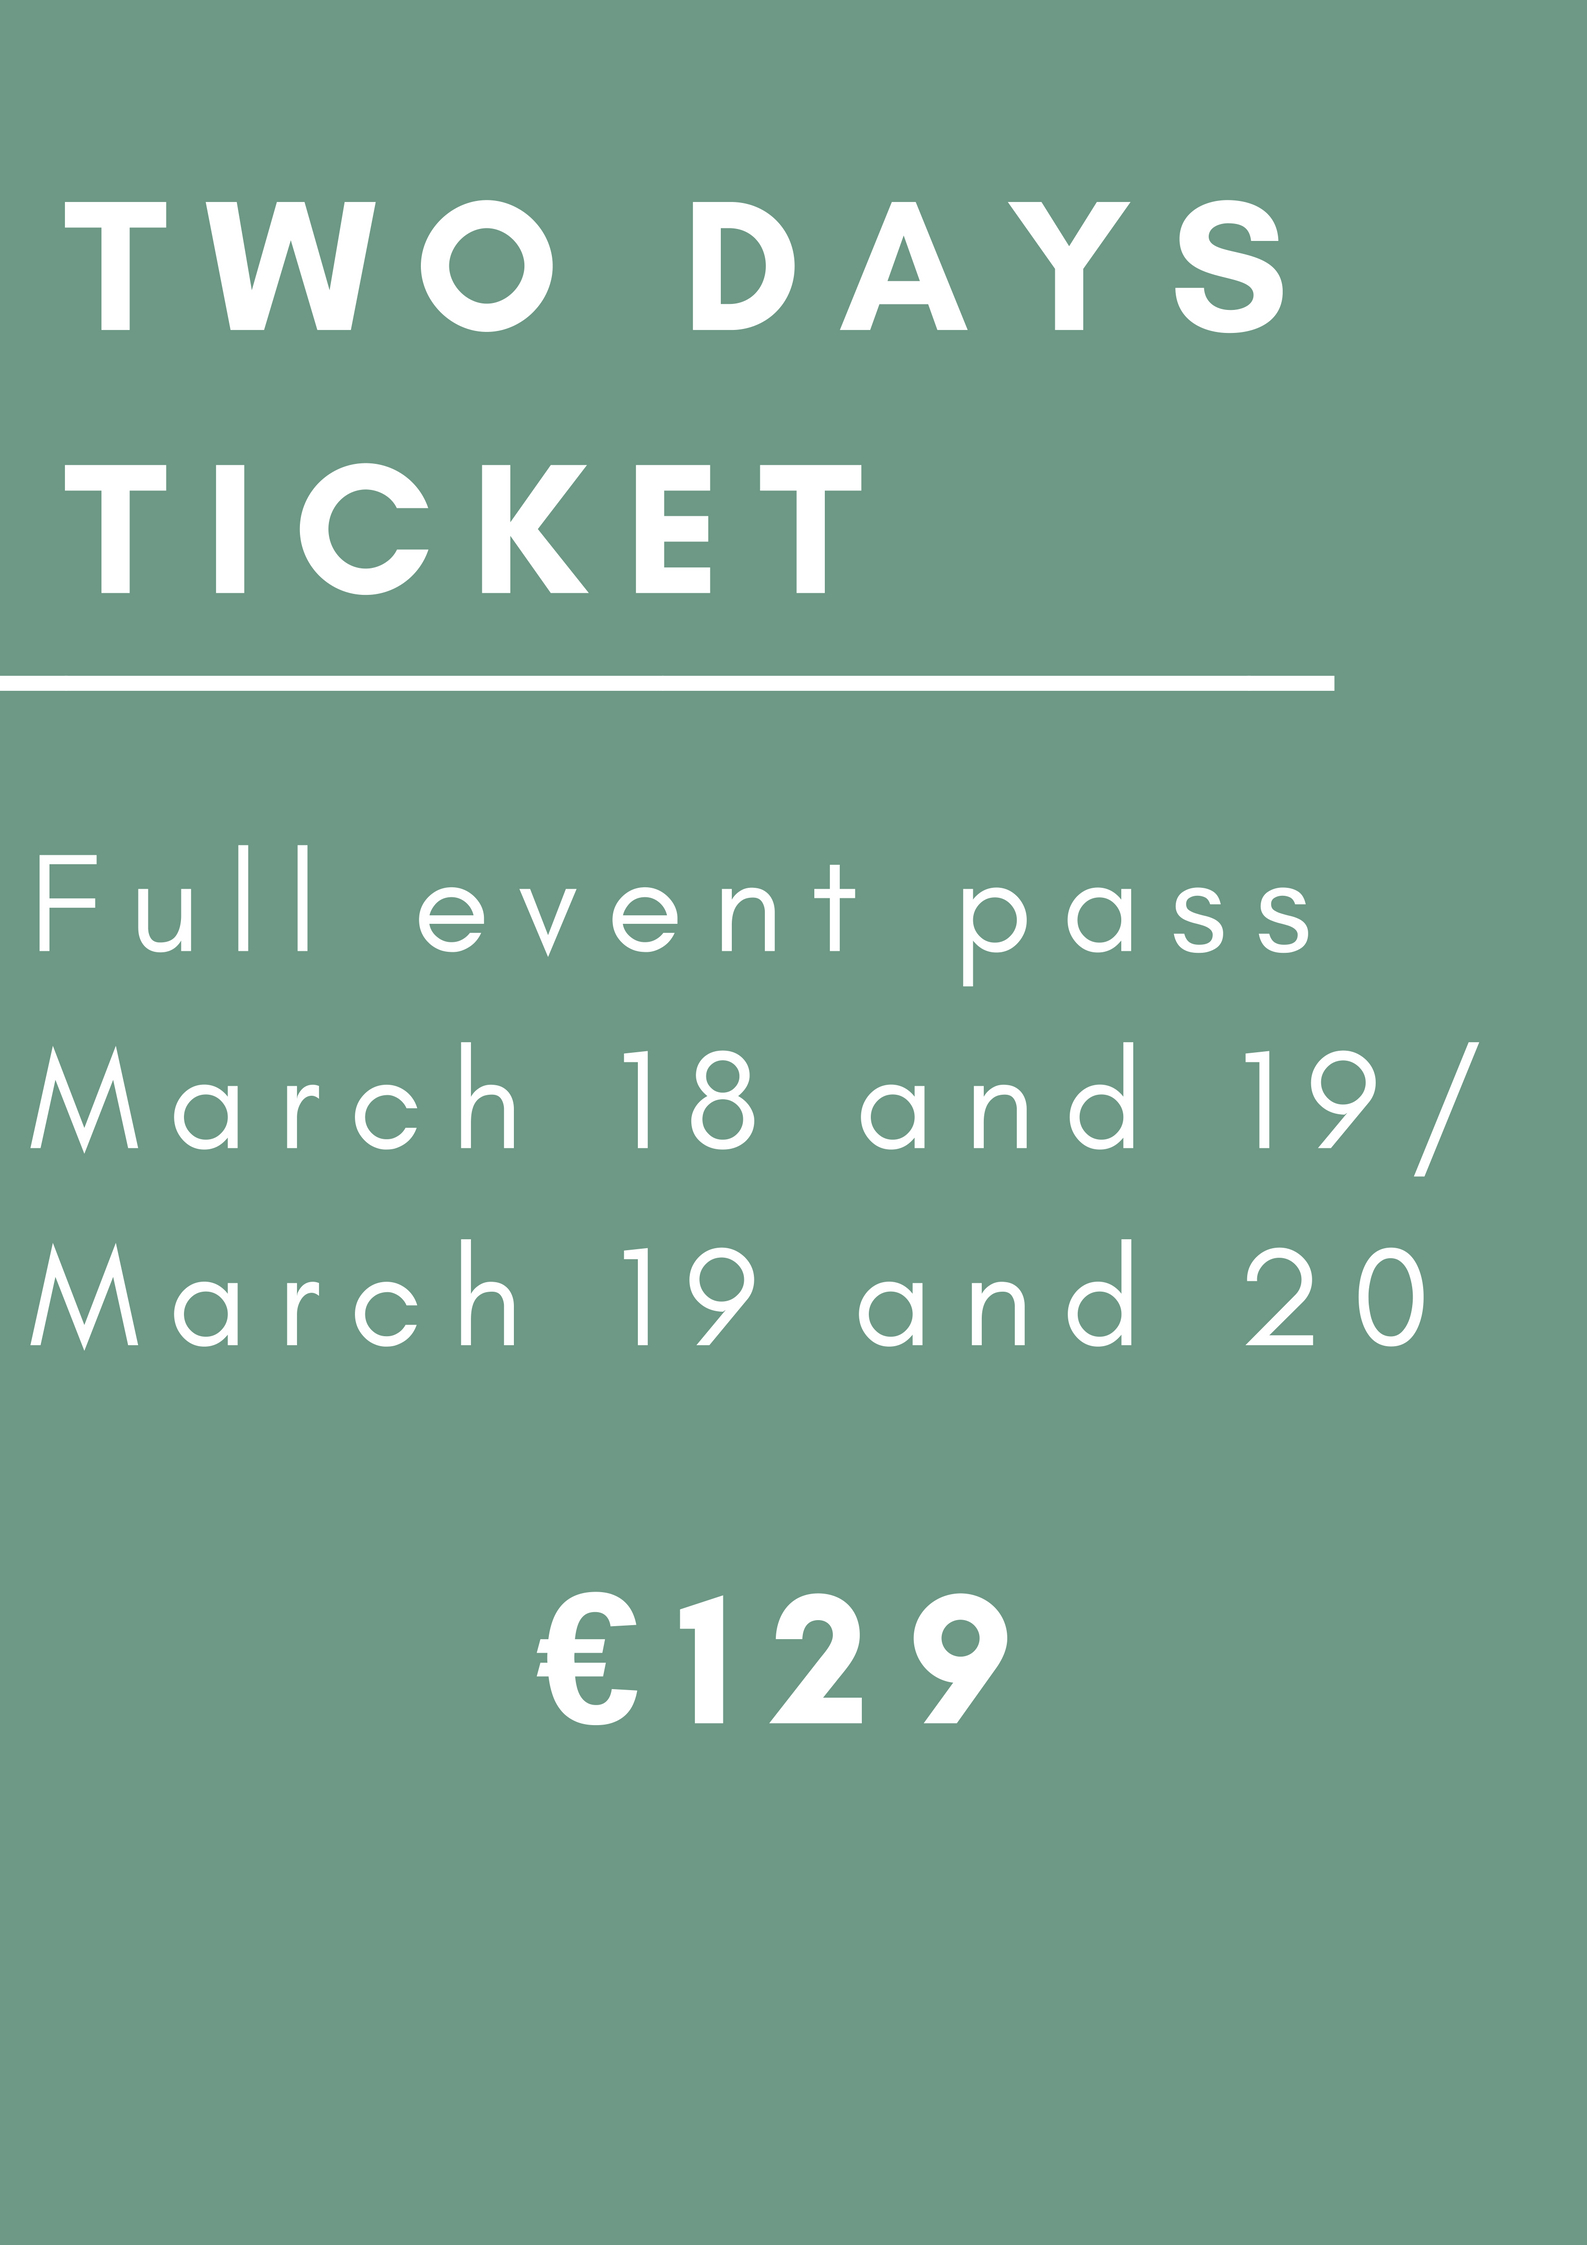 TWO DAYS
TICKET
Full event pass
March 18 and 19/
March 19 and 20
€129